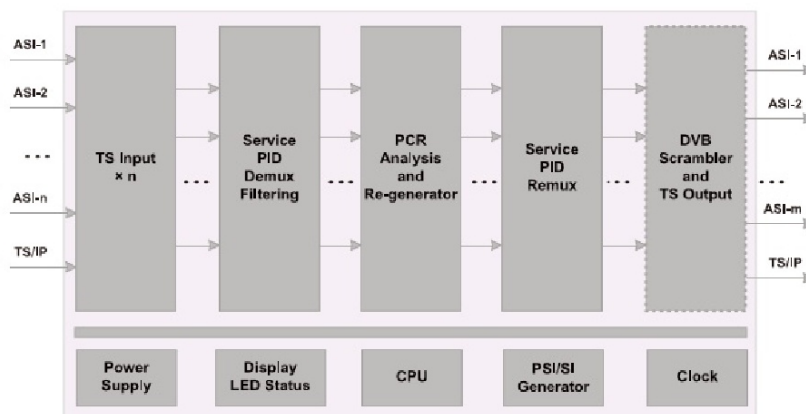 ASI-1
ASI-2
...
ASI-n
TS/IP
TS Input
× n
...
Service
PID
Demux
Filtering
...
PCR
Analysis
and
Re-generator
...
Service
PID
Remux
...
DVB
Scrambler
and
TS Output
ASI-1
ASI-2
...
ASI-m
TS/IP
Power
Supply
Display
LED Status
CPU
PSI/SI
Generator
Clock